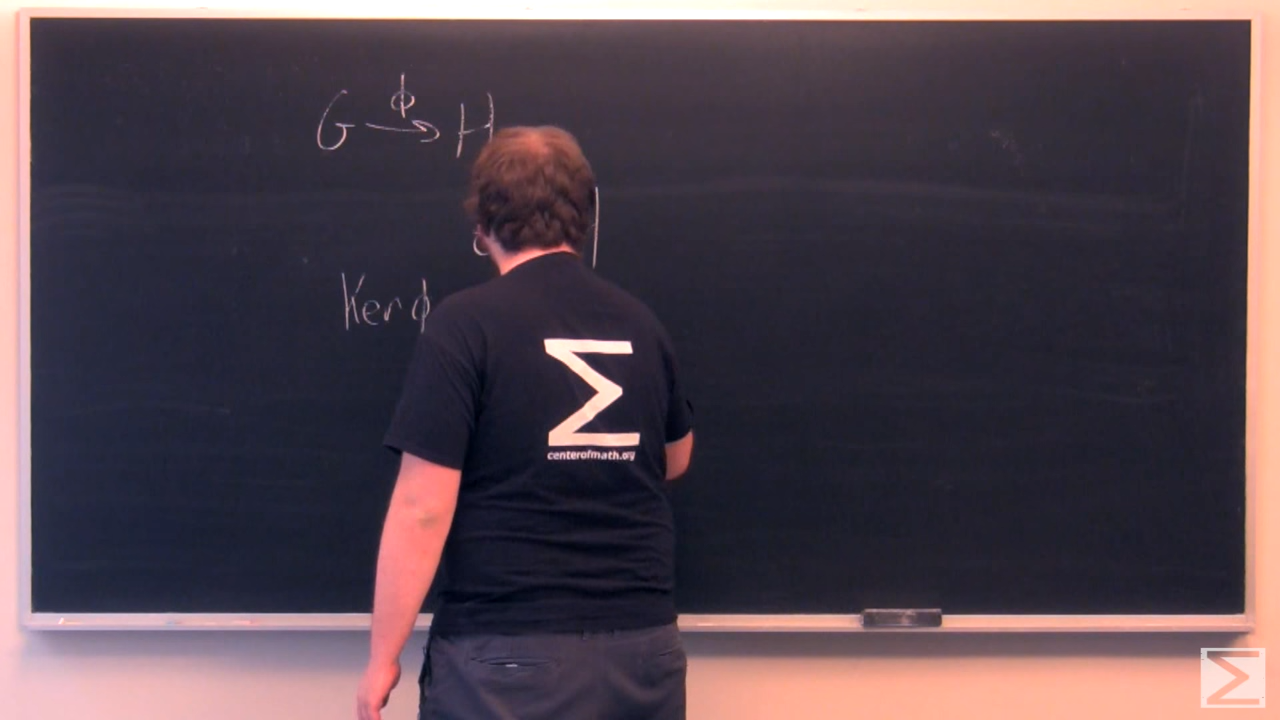 G →ϕ H
Ker ϕ
Σ
centerofmath.org
Σ